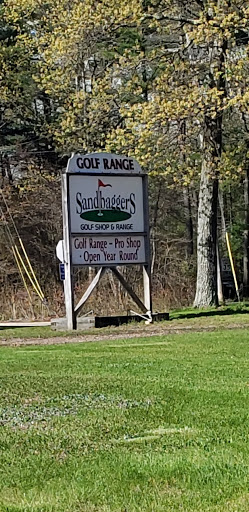 GOLF RANGE
SandbaggerS
GOLF SHOP & RANGE
Golf Range - Pro Shop
· Open Year Round ·